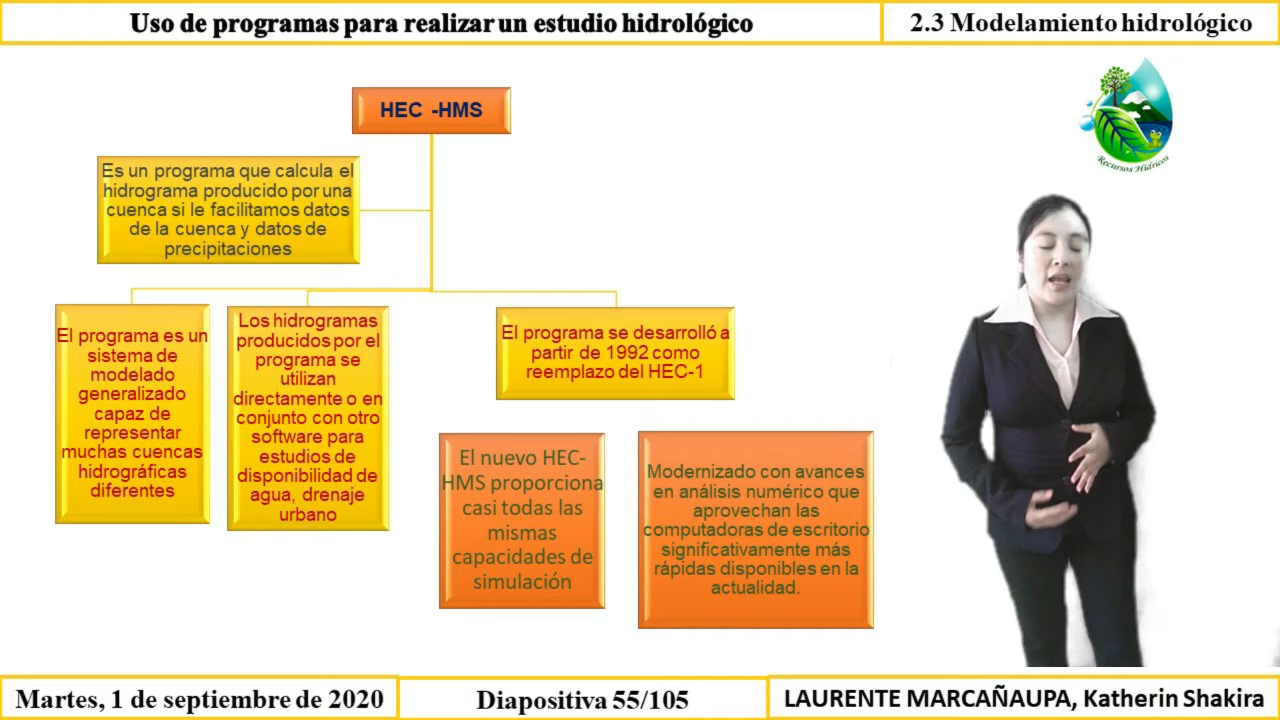 Uso de programas para realizar un estudio hidrológico
2.3 Modelamiento hidrológico
HEC -HMS
Recursos Hídricos
Es un programa que calcula el
hidrograma producido por una
cuenca si le facilitamos datos
de la cuenca y datos de
precipitaciones
El programa es un
sistema de
modelado
generalizado
capaz de
representar
muchas cuencas
hidrográficas
diferentes
Los hidrogramas
producidos por el
programa se
utilizan
directamente o en
conjunto con otro
software para
estudios de
disponibilidad de
agua, drenaje
urbano
El programa se desarrolló a
partir de 1992 como
reemplazo del HEC-1
El nuevo HEC-
HMS proporciona
casi todas las
mismas
capacidades de
simulación
Modernizado con avances
en análisis numérico que
aprovechan las
computadoras de escritorio
significativamente más
rápidas disponibles en la
actualidad.
Martes, 1 de septiembre de 2020
Diapositiva 55/105
LAURENTE MARCAÑAUPA, Katherin Shakira